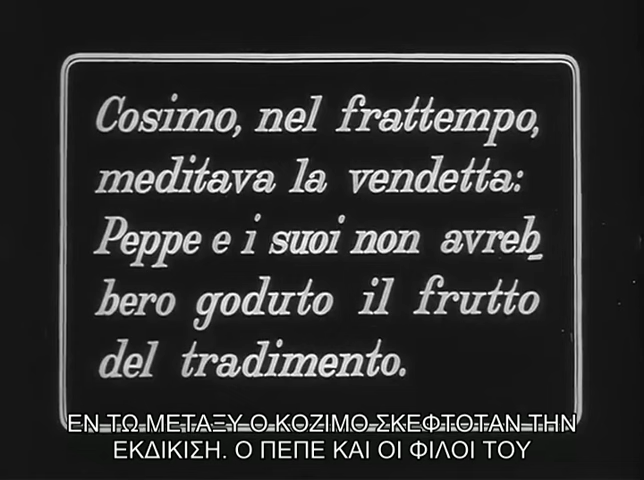 Cosimo, nel frattempo,
meditava la vendetta:
Peppe e i suoi non avreb_
bero goduto il frutto
del tradimento.
ΕΝ ΤΩ ΜΕΤΑΞΥ Ο ΚΟΖΙΜΟ ΣΚΕΦΤΟΤΑΝ ΤΗΝ
ΕΚΔΙΚΙΣΗ. Ο ΠΕΠΕ ΚΑΙ ΟΙ ΦΙΛΟΙ ΤΟΥ